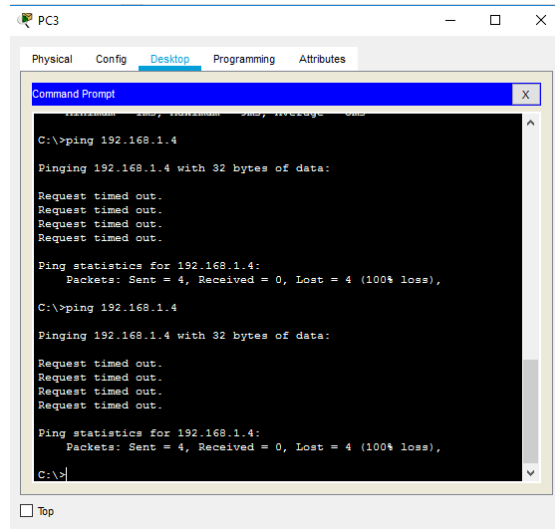 PC3
Physical Config Desktop Programming Attributes
Command Prompt
X
C:\>ping 192.168.1.4
Pinging 192.168.1.4 with 32 bytes of data:
Request timed out.
Request timed out.
Request timed out.
Request timed out.
Ping statistics for 192.168.1.4:
Packets: Sent = 4, Received = 0, Lost = 4 (100% loss),
C:\>ping 192.168.1.4
Pinging 192.168.1.4 with 32 bytes of data:
Request timed out.
Request timed out.
Request timed out.
Request timed out.
Ping statistics for 192.168.1.4:
Packets: Sent = 4, Received = 0, Lost = 4 (100% loss),
C:\>
Top